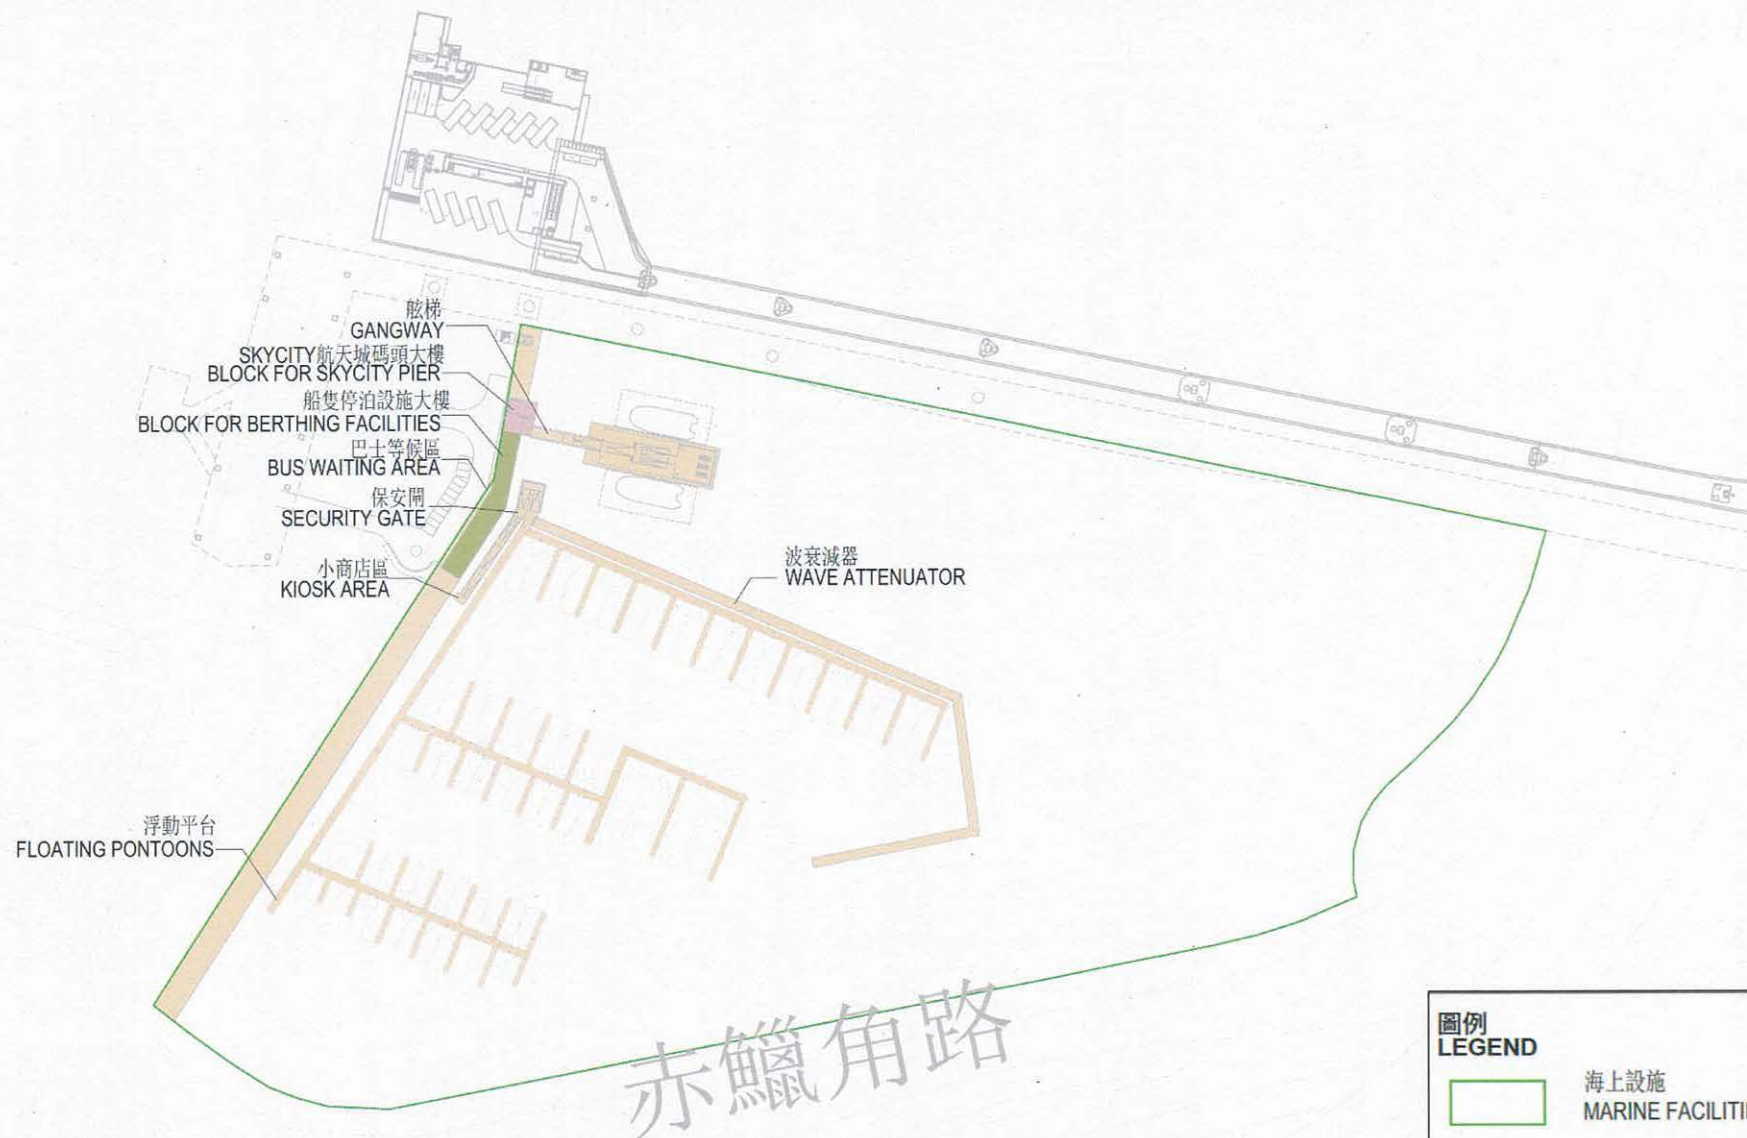 舷梯
GANGWAY
SKYCITY航天城碼頭大樓
BLOCK FOR SKYCITY PIER
船隻停泊設施大樓
BLOCK FOR BERTHING FACILITIES
巴士等候區
BUS WAITING AREA
保安閘
SECURITY GATE
小商店區
KIOSK AREA
波衰減器
WAVE ATTENUATOR
浮動平台
FLOATING PONTOONS
赤鱲角路
圖例
LEGEND
海上設施
MARINE FACILITI